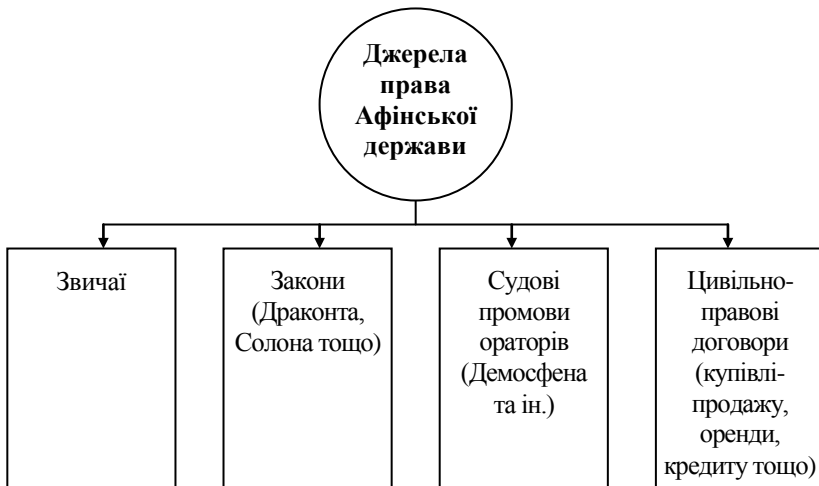 Джерела
права
Афінської
держави
Звичаї
Закони
(Драконта,
Солона тощо)
Судові
промови
ораторів
(Демосфена
та ін.)
Цивільно-
правові
договори
(купівлі-
продажу,
оренди,
кредиту тощо)